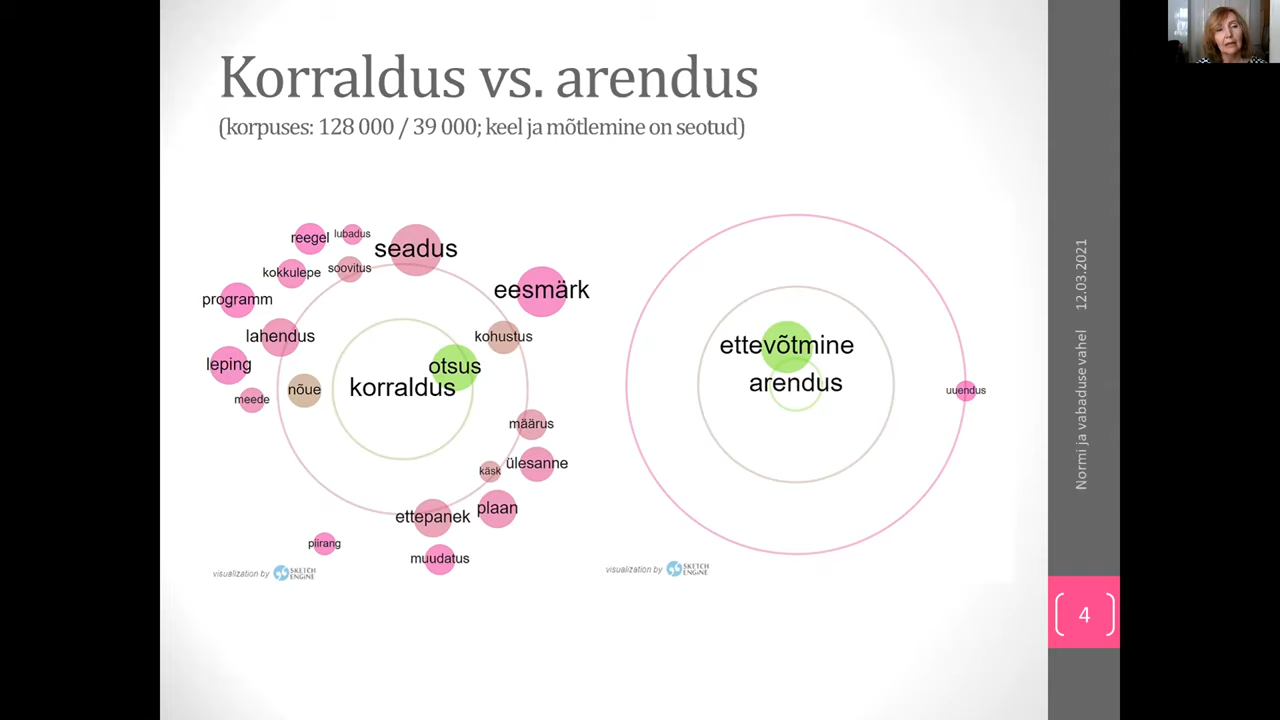 Korraldus vs. arendus
(korpuses: 128 000 / 39 000; keel ja mõtlemine on seotud)
reegel
lubadus
seadus
kokkulepe
soovitus
programm
eesmärk
lahendus
kohustus
leping
otsus
korraldus
nõue
meede
määrus
käsk
ülesanne
ettepanek
plaan
piirang
muudatus
visualization by SKETCH ENGINE
ettevõtmine
arendus
uuendus
visualization by SKETCH ENGINE
Normi ja vabaduse vahel 12.03.2021
4